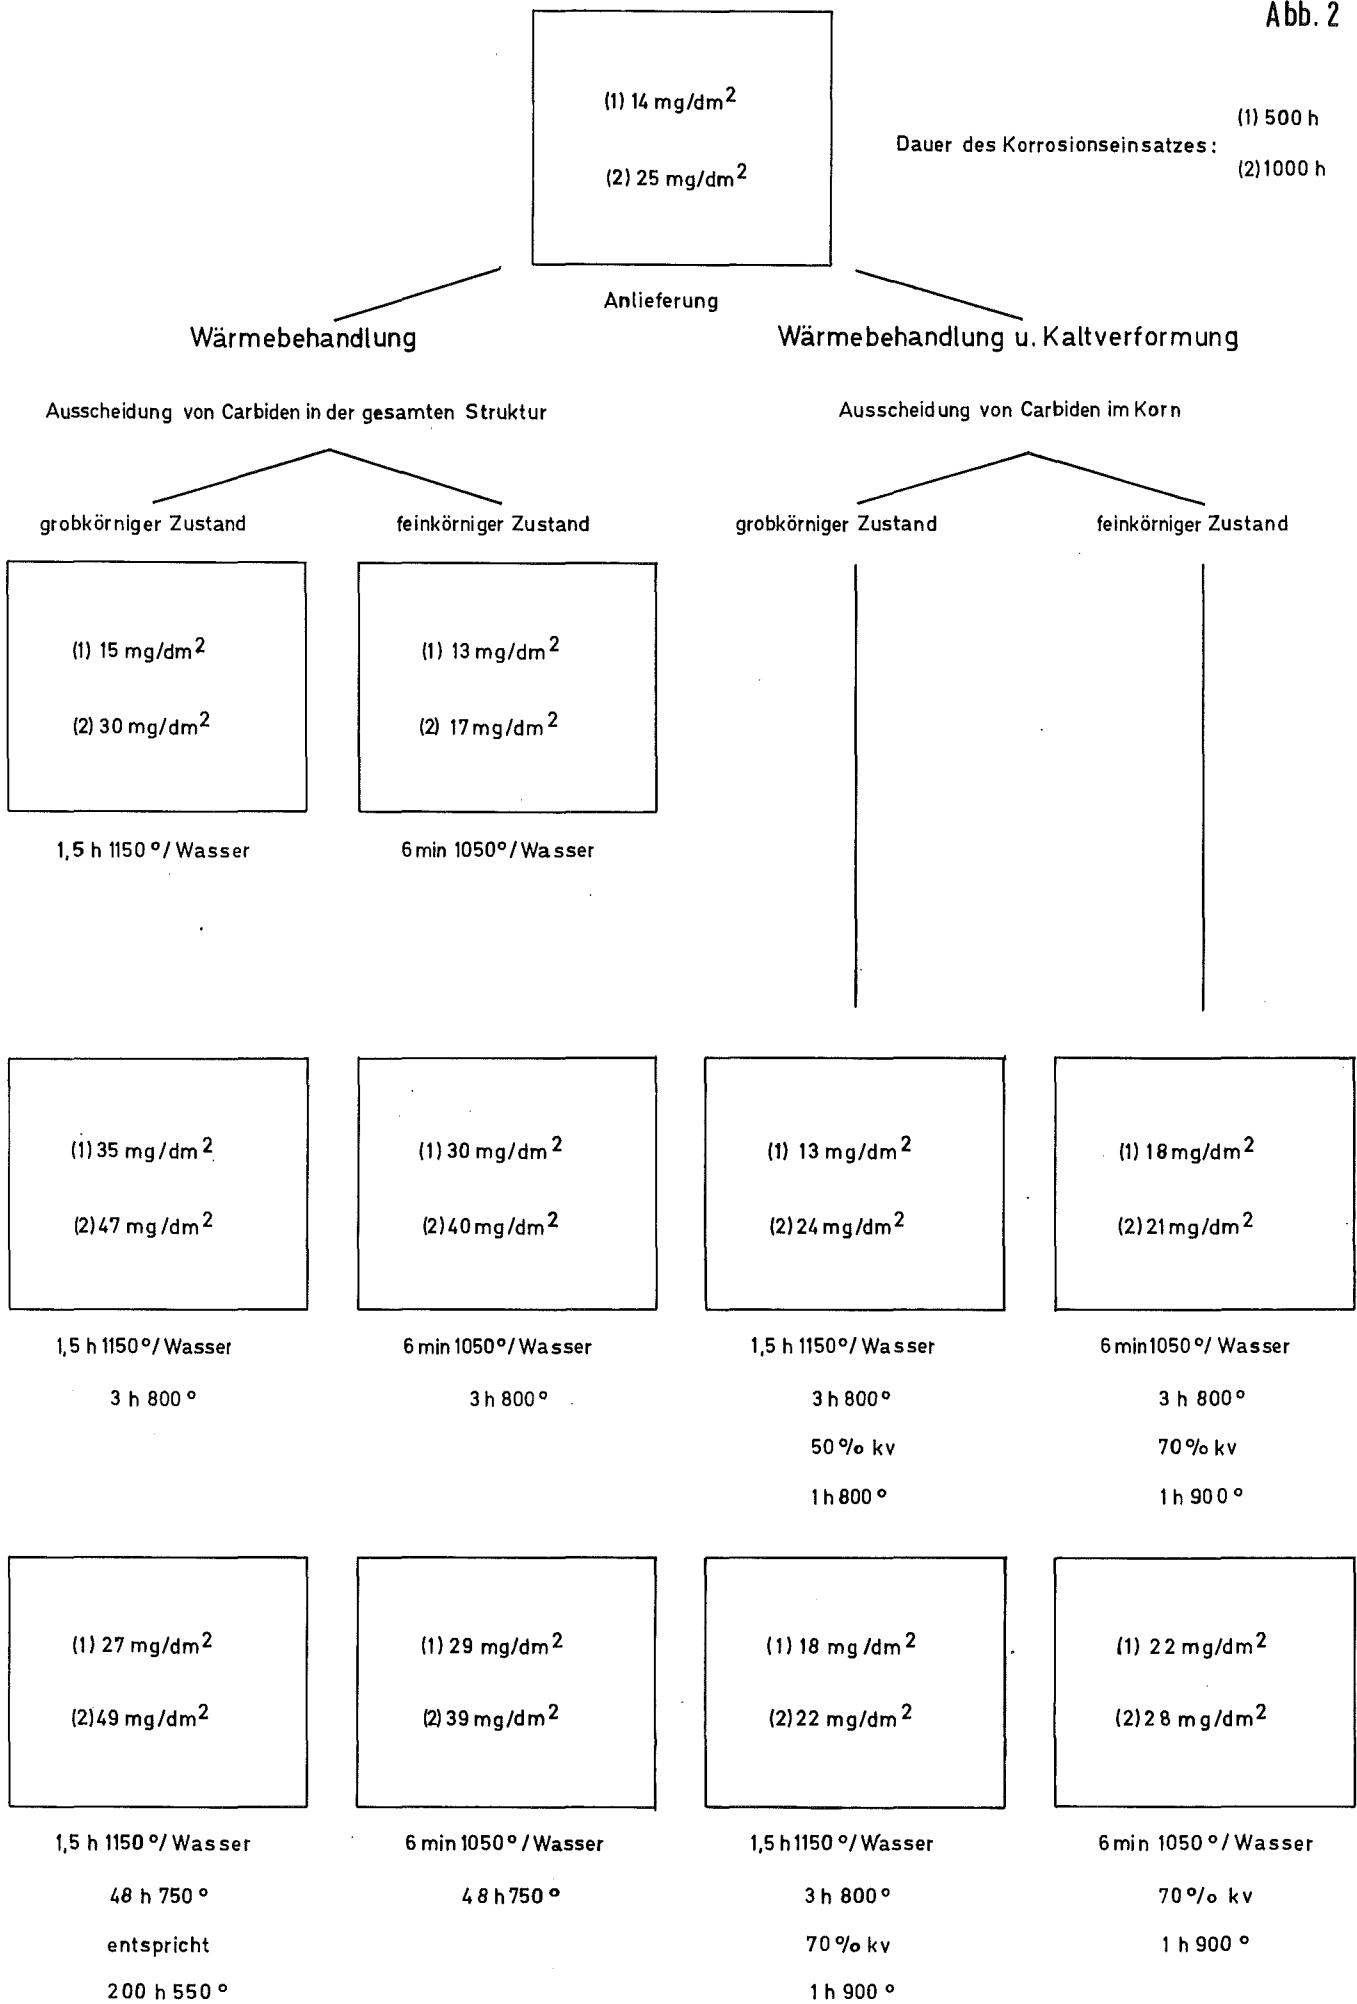 Abb. 2
(1) 14 mg/dm²
(2) 25 mg/dm²
Dauer des Korrosionseinsatzes:
(1) 500 h
(2) 1000 h
Anlieferung
Wärmebehandlung
Wärmebehandlung u. Kaltverformung
Ausscheidung von Carbiden in der gesamten Struktur
Ausscheidung von Carbiden im Korn
grobkörniger Zustand
feinkörniger Zustand
grobkörniger Zustand
feinkörniger Zustand
(1) 15 mg/dm²
(2) 30 mg/dm²
1,5 h 1150°/Wasser
(1) 13 mg/dm²
(2) 17 mg/dm²
6 min 1050°/Wasser
(1) 35 mg/dm²
(2) 47 mg/dm²
1,5 h 1150°/Wasser
3 h 800°
(1) 30 mg/dm²
(2) 40 mg/dm²
6 min 1050°/Wasser
3 h 800°
(1) 13 mg/dm²
(2) 24 mg/dm²
1,5 h 1150°/Wasser
3 h 800°
50% kv
1 h 800°
(1) 18 mg/dm²
(2) 21 mg/dm²
6 min 1050°/Wasser
3 h 800°
70% kv
1 h 900°
(1) 27 mg/dm²
(2) 49 mg/dm²
1,5 h 1150°/Wasser
48 h 750°
entspricht
200 h 550°
(1) 29 mg/dm²
(2) 39 mg/dm²
6 min 1050°/Wasser
48 h 750°
(1) 18 mg/dm²
(2) 22 mg/dm²
1,5 h 1150°/Wasser
3 h 800°
70% kv
1 h 900°
(1) 22 mg/dm²
(2) 28 mg/dm²
6 min 1050°/Wasser
70% kv
1 h 900°